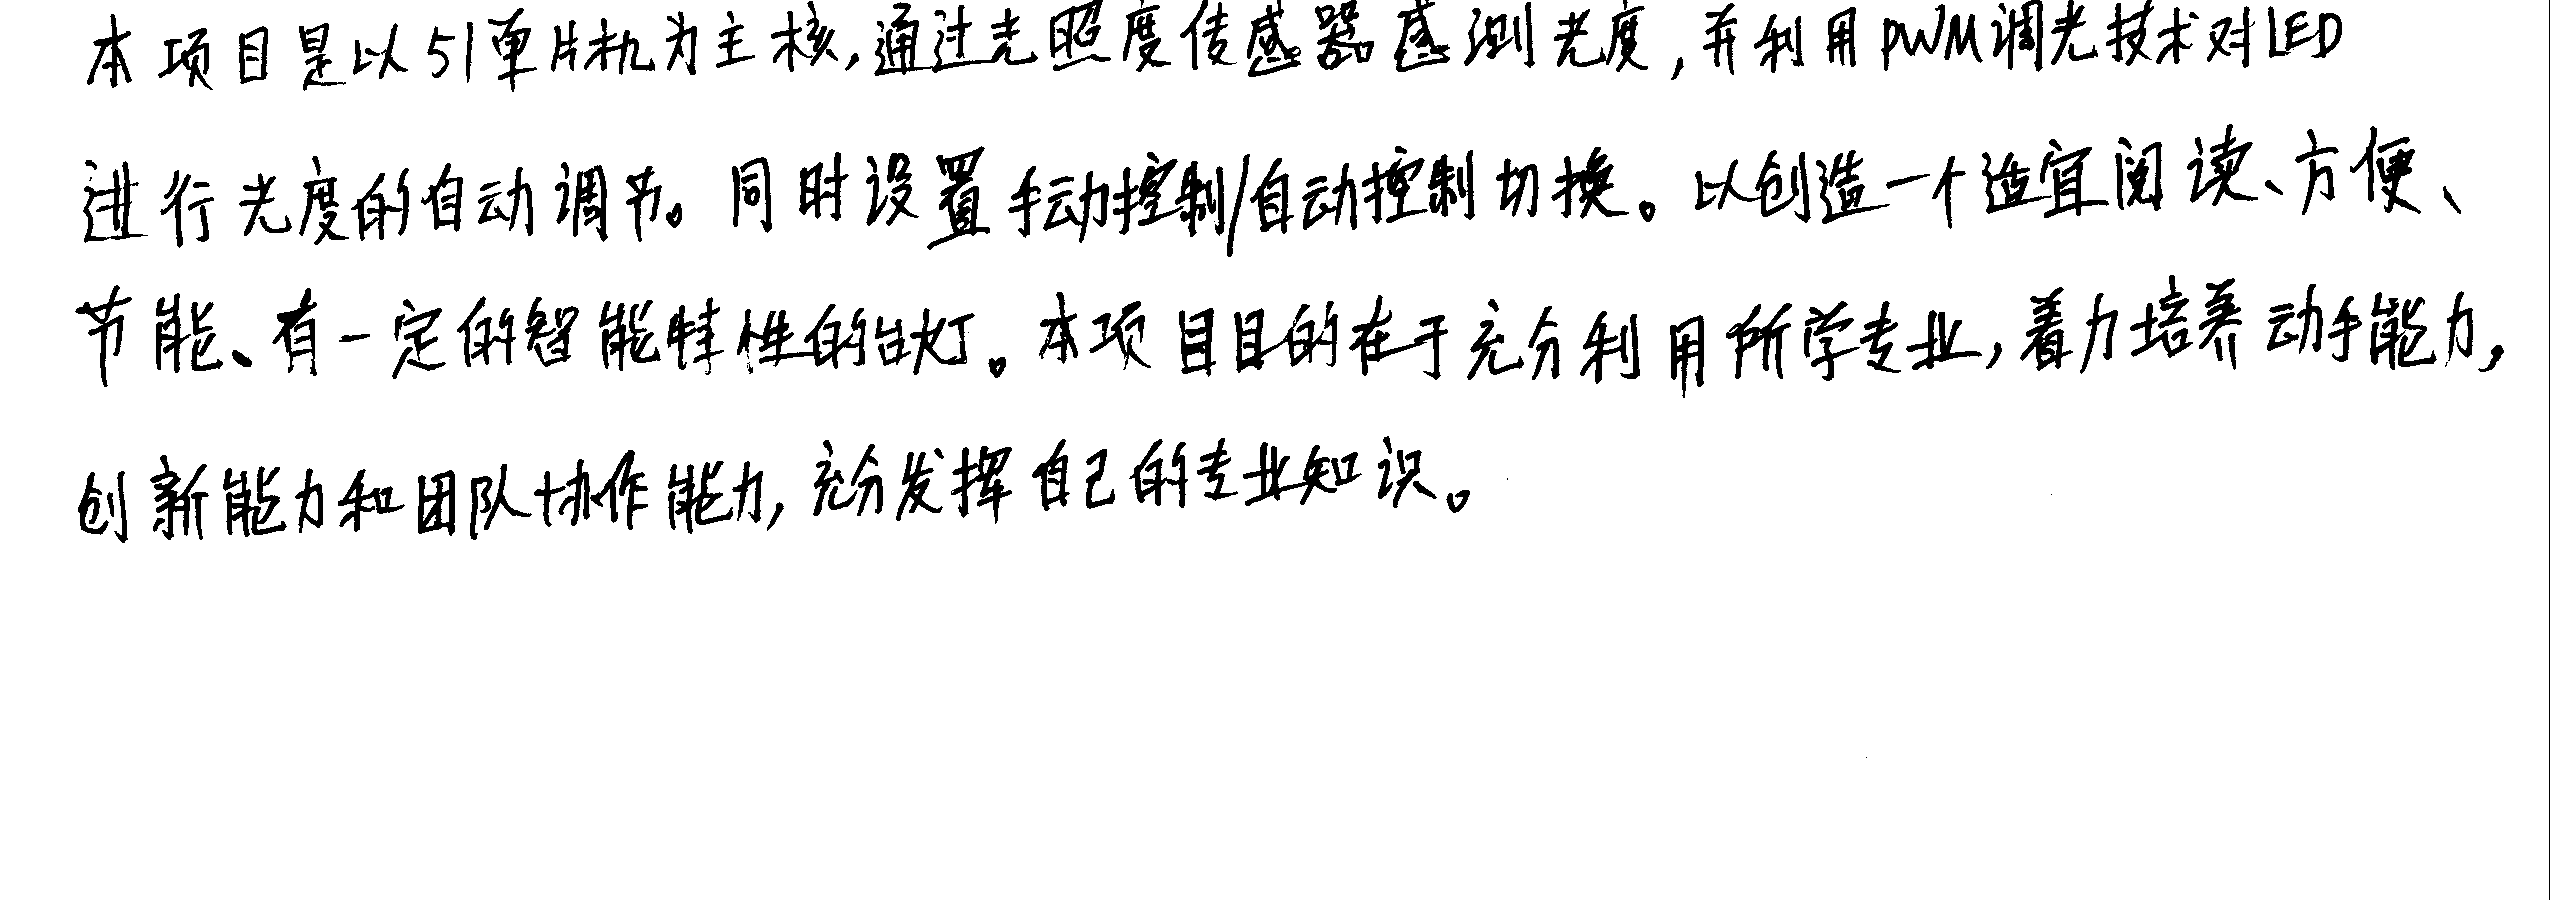 本项目是以51单片机为主核,通过光照度传感器感测光度,并利用PWM调光技术对LED
进行光度的自动调节。同时设置手动控制/自动控制切换。以创造一个适宜阅读、方便、
节能、有一定的智能特性的台灯。本项目目的在于充分利用所学专业,着力培养动手能力,
创新能力和团队协作能力,充分发挥自己的专业知识。